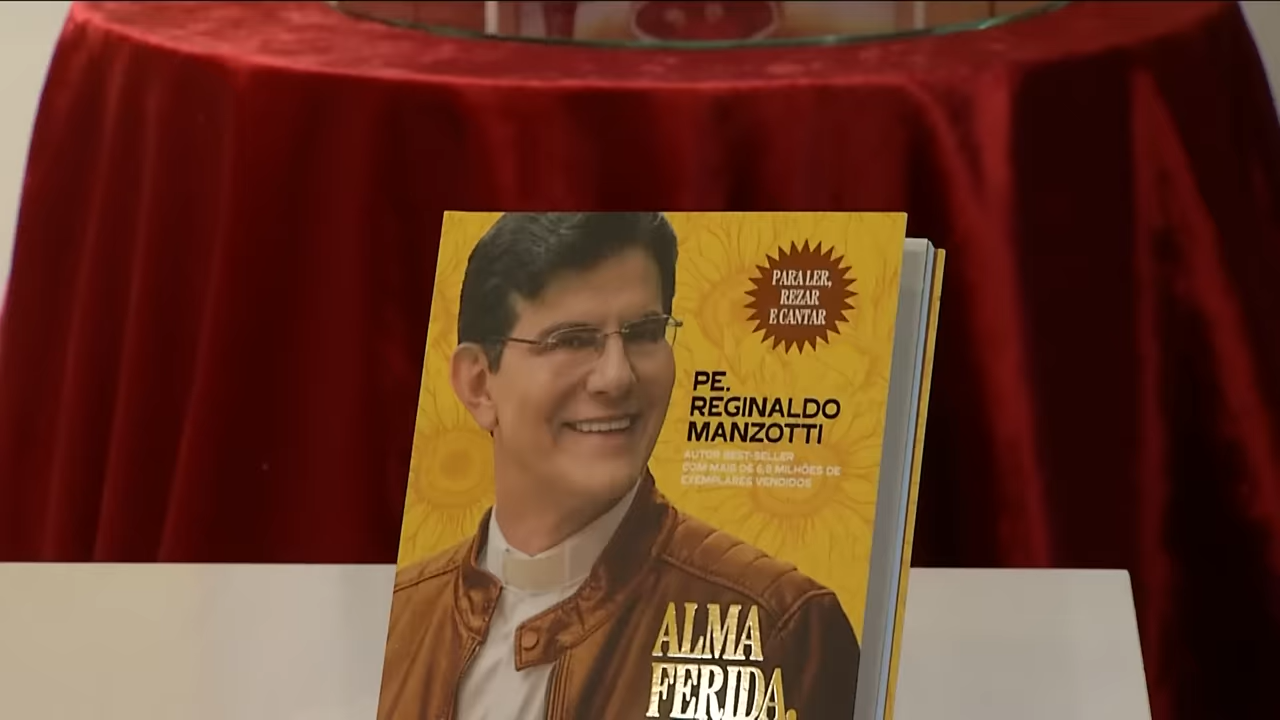 PARA LER,
REZAR
E CANTAR
PE.
REGINALDO
MANZOTTI
AUTOR BEST-SELLER
COM MAIS DE 6,8 MILHÕES DE
EXEMPLARES VENDIDOS
ALMA
FERIDA,